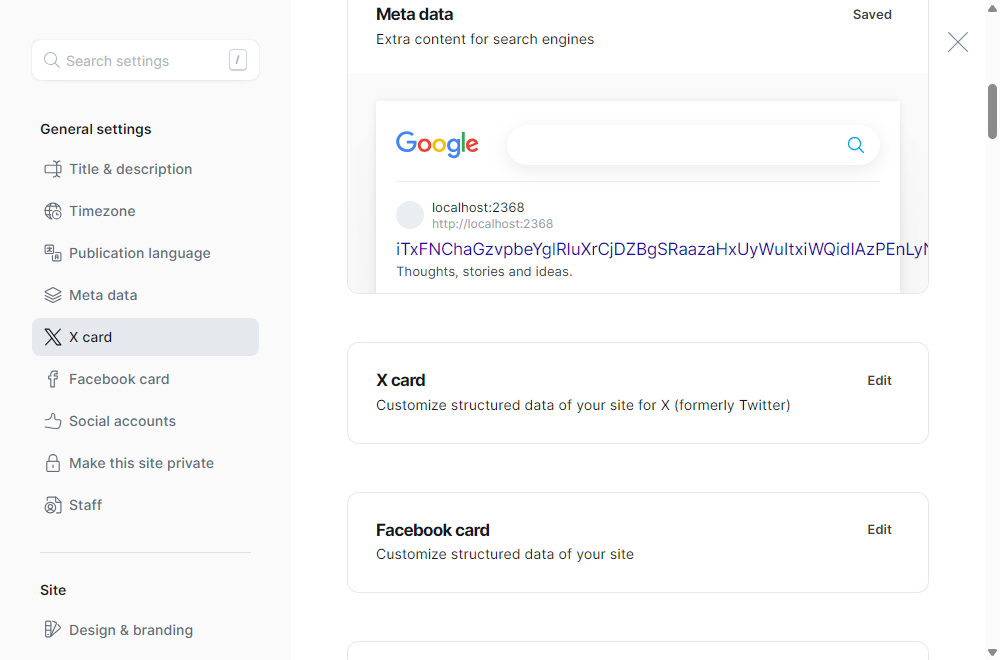 Search settings /
General settings
Title & description
Timezone
Publication language
Meta data
X card
Facebook card
Social accounts
Make this site private
Staff
Site
Design & branding
Meta data
Saved
Extra content for search engines
Google
localhost:2368
http://localhost:2368
Thoughts, stories and ideas.
X card
Edit
Customize structured data of your site for X (formerly Twitter)
Facebook card
Edit
Customize structured data of your site